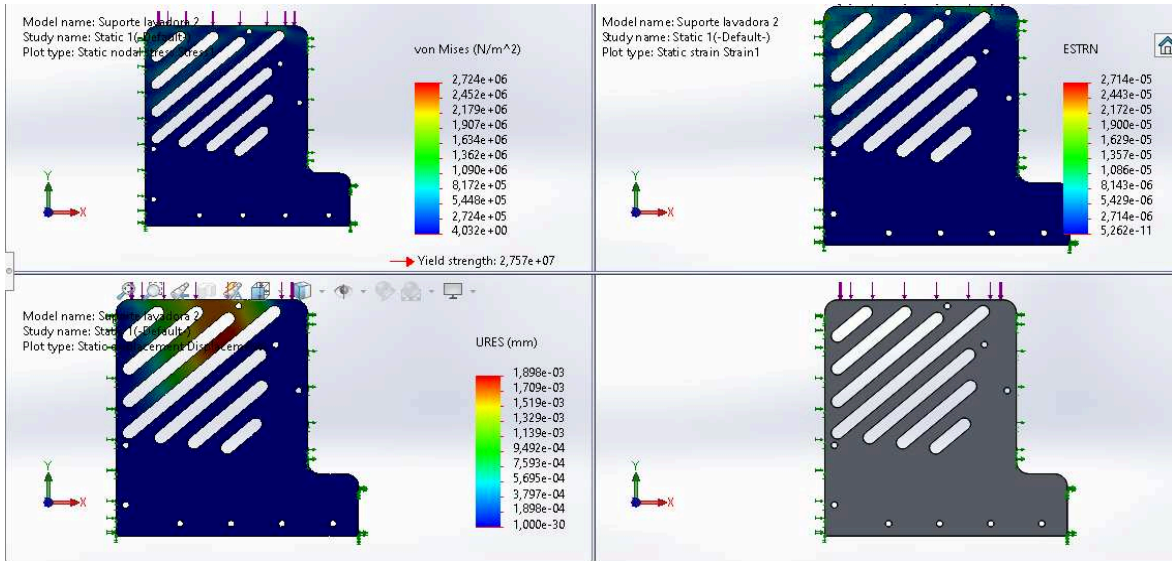 Model name: Suporte lavadora 2
Study name: Static 1(-Default-)
Plot type: Static nodal stress Stress1
von Mises (N/m^2)
2,724e+06
2,452e+06
2,179e+06
1,907e+06
1,634e+06
1,362e+06
1,090e+06
8,172e+05
5,448e+05
2,724e+05
4,032e+00
Yield strength: 2,757e+07
Y
X
Model name: Suporte lavadora 2
Study name: Static 1(-Default-)
Plot type: Static strain Strain1
ESTRN
2,714e-05
2,443e-05
2,172e-05
1,900e-05
1,629e-05
1,357e-05
1,086e-05
8,143e-06
5,429e-06
2,714e-06
5,262e-11
Y
X
Model name: Suporte lavadora 2
Study name: Static 1(-Default-)
Plot type: Static displacement
URES (mm)
1,898e-03
1,709e-03
1,519e-03
1,329e-03
1,139e-03
9,492e-04
7,593e-04
5,695e-04
3,797e-04
1,898e-04
1,000e-30
Y
X
Y
X